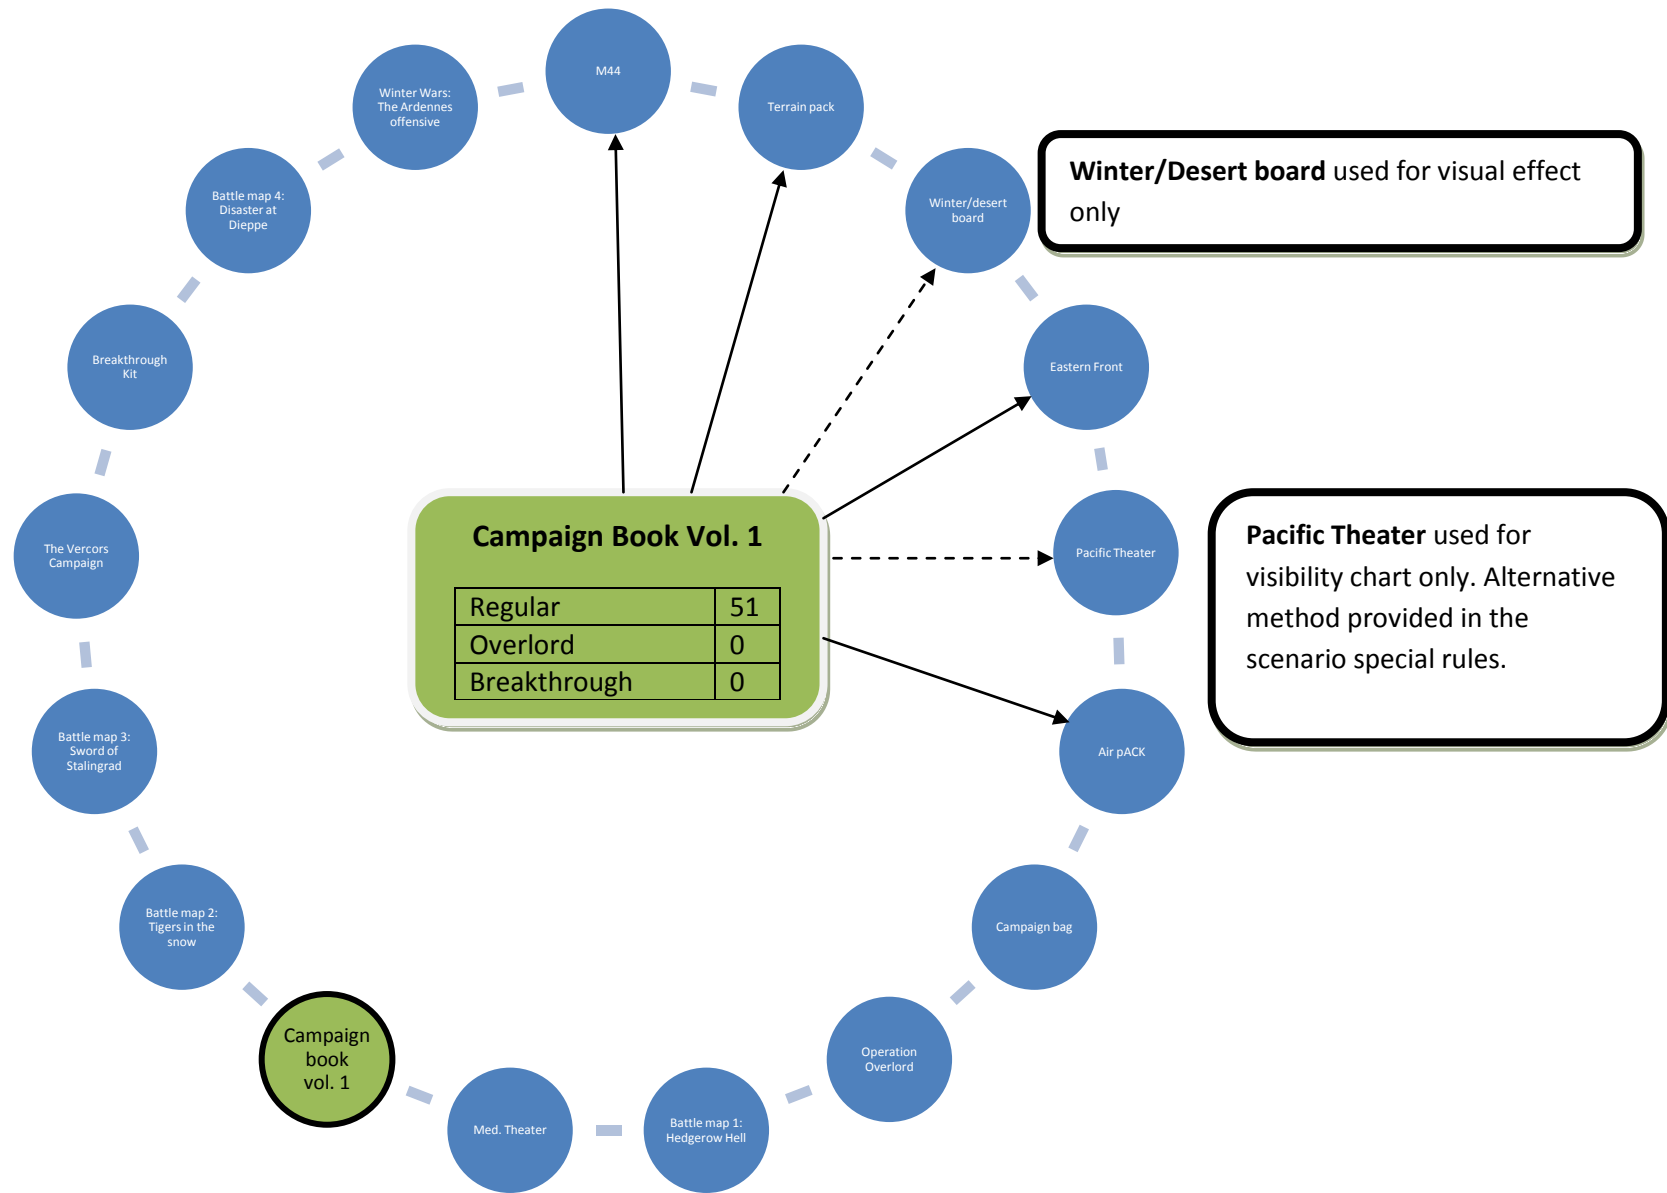 M44
Terrain pack
Winter/desert
board
Winter/Desert board used for visual effect
only
Eastern Front
Pacific Theater
Pacific Theater used for
visibility chart only. Alternative
method provided in the
scenario special rules.
Air pACK
Campaign bag
Operation
Overlord
Battle map 1:
Hedgerow Hell
Med. Theater
Campaign
book
vol. 1
Battle map 2:
Tigers in the
snow
Battle map 3:
Sword of
Stalingrad
The Vercors
Campaign
Breakthrough
Kit
Battle map 4:
Disaster at
Dieppe
Winter Wars:
The Ardennes
offensive
Campaign Book Vol. 1
Regular 51
Overlord 0
Breakthrough 0